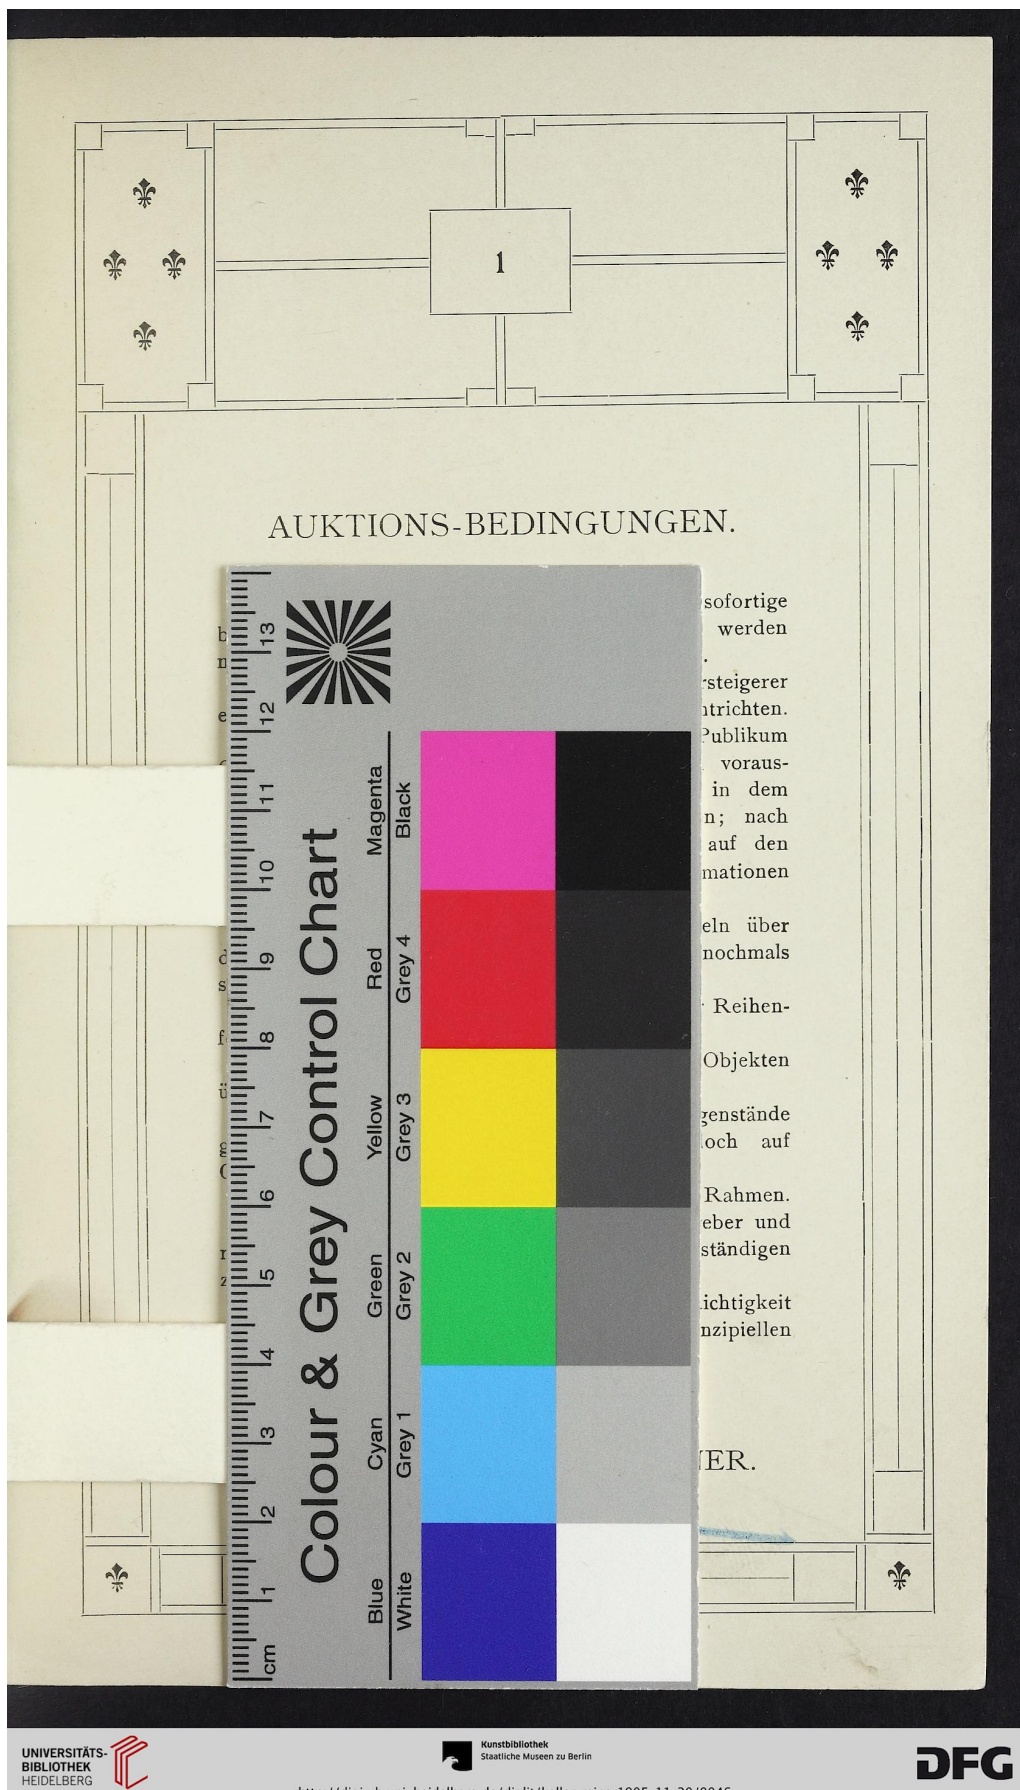 1
AUKTIONS-BEDINGUNGEN.
sofortige
werden
rsteigerer
ntrichten.
Publikum
voraus-
in dem
n; nach
auf den
mationen
eln über
nochmals
Reihen-
Objekten
genstände
och auf
Rahmen.
eber und
ständigen
ichtigkeit
nzipiellen
ER.
Colour & Grey Control Chart
Magenta
Black
Red
Grey 4
Yellow
Grey 3
Green
Grey 2
Cyan
Grey 1
Blue
White
13
12
11
10
9
8
7
6
5
4
3
2
1
cm
UNIVERSITÄTS-
BIBLIOTHEK
HEIDELBERG
Kunstbibliothek
Staatliche Museen zu Berlin
DFG